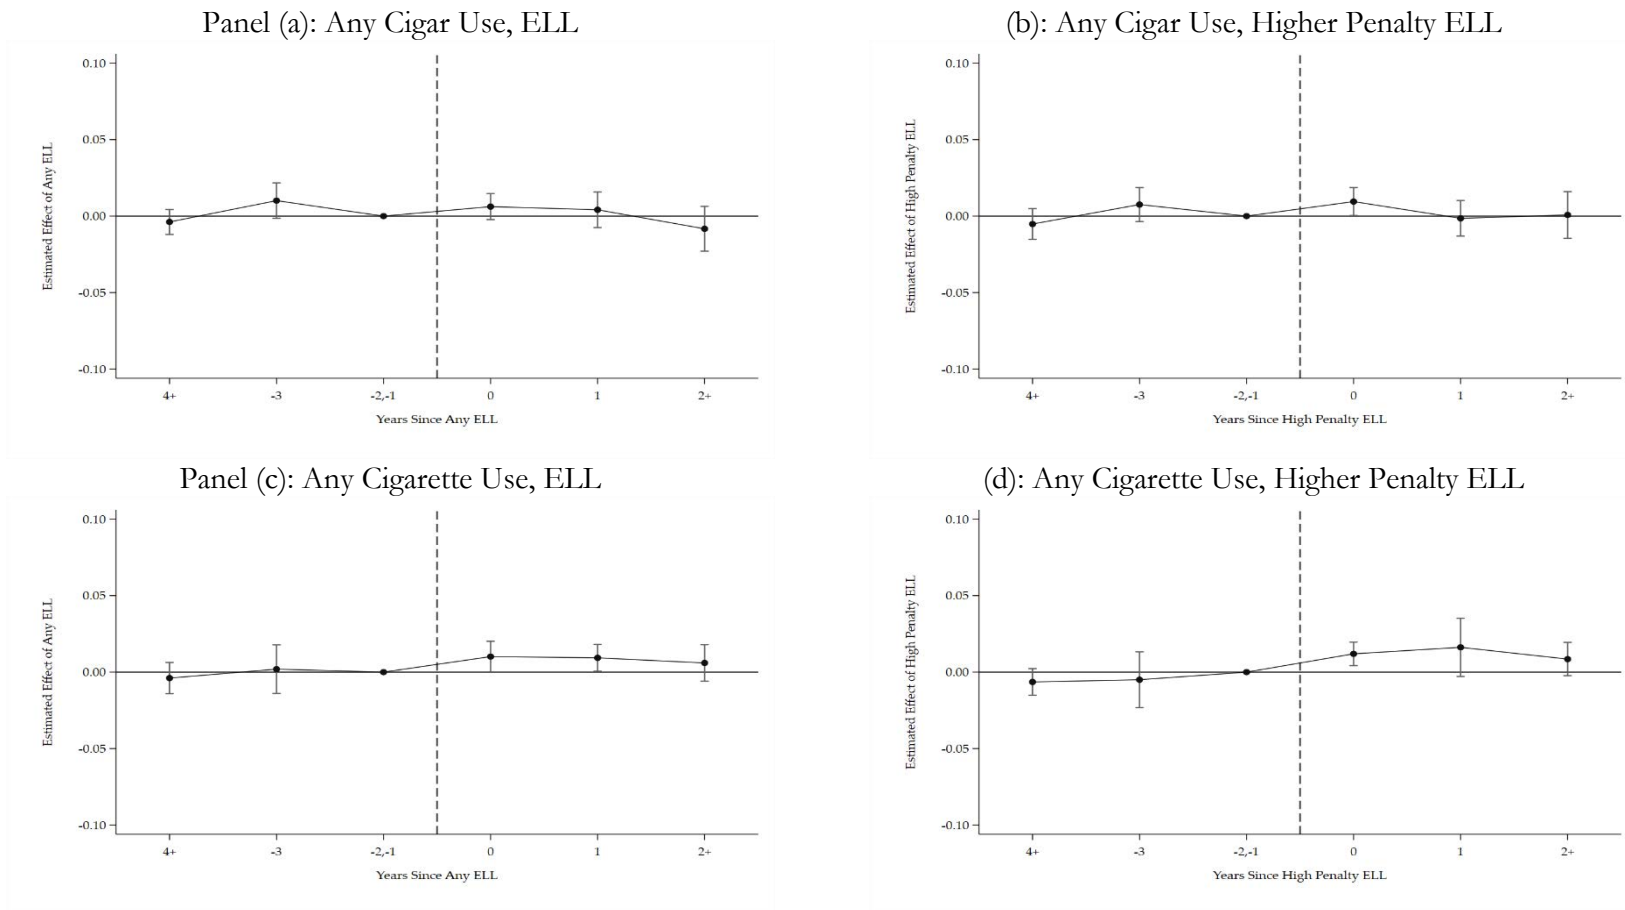 Panel (a): Any Cigar Use, ELL
0.10
0.05
0.00
-0.05
-0.10
Estimated Effect of Any ELL
4+ -3 -2,-1 0 1 2+
Years Since Any ELL
(b): Any Cigar Use, Higher Penalty ELL
0.10
0.05
0.00
-0.05
-0.10
Estimated Effect of High Penalty ELL
4+ -3 -2,-1 0 1 2+
Years Since High Penalty ELL
Panel (c): Any Cigarette Use, ELL
0.10
0.05
0.00
-0.05
-0.10
Estimated Effect of Any ELL
4+ -3 -2,-1 0 1 2+
Years Since Any ELL
(d): Any Cigarette Use, Higher Penalty ELL
0.10
0.05
0.00
-0.05
-0.10
Estimated Effect of High Penalty ELL
4+ -3 -2,-1 0 1 2+
Years Since High Penalty ELL